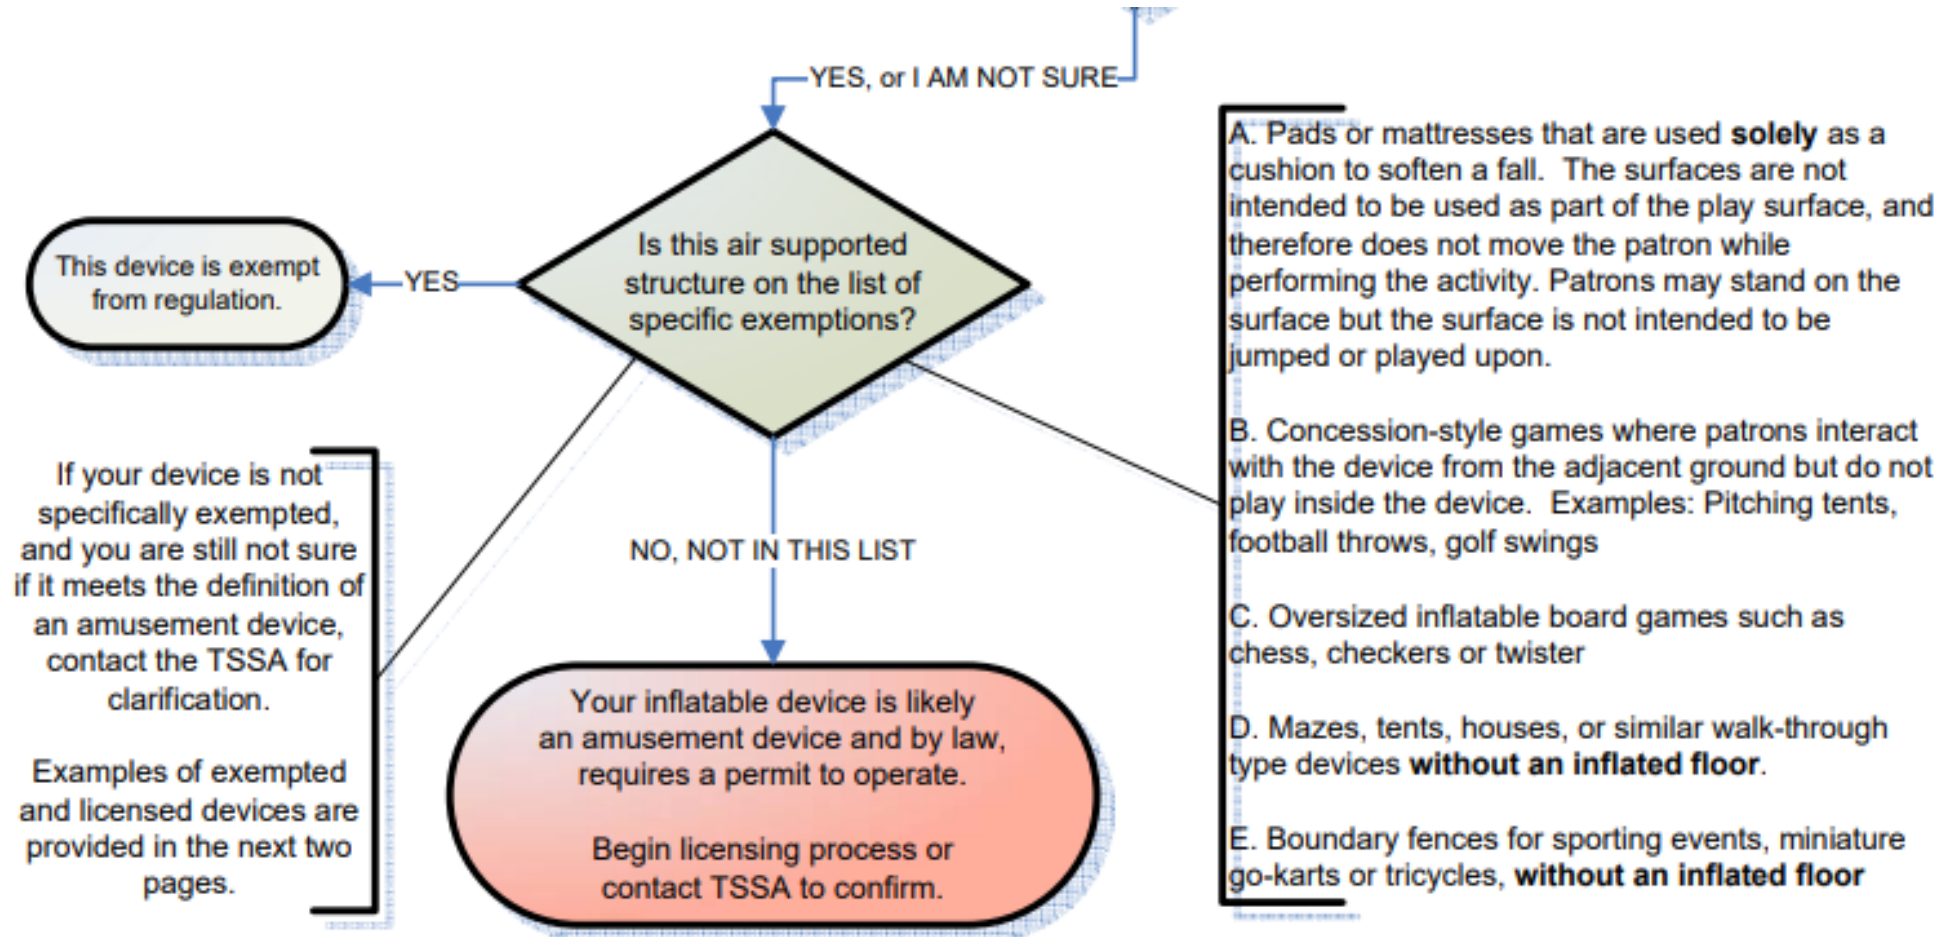 YES, or I AM NOT SURE
Is this air supported
structure on the list of
specific exemptions?
YES
This device is exempt
from regulation.
If your device is not
specifically exempted,
and you are still not sure
if it meets the definition of
an amusement device,
contact the TSSA for
clarification.
Examples of exempted
and licensed devices are
provided in the next two
pages.
NO, NOT IN THIS LIST
Your inflatable device is likely
an amusement device and by law,
requires a permit to operate.
Begin licensing process or
contact TSSA to confirm.
A. Pads or mattresses that are used solely as a
cushion to soften a fall.  The surfaces are not
intended to be used as part of the play surface, and
therefore does not move the patron while
performing the activity. Patrons may stand on the
surface but the surface is not intended to be
jumped or played upon.
B. Concession-style games where patrons interact
with the device from the adjacent ground but do not
play inside the device.  Examples: Pitching tents,
football throws, golf swings
C. Oversized inflatable board games such as
chess, checkers or twister
D. Mazes, tents, houses, or similar walk-through
type devices without an inflated floor.
E. Boundary fences for sporting events, miniature
go-karts or tricycles, without an inflated floor